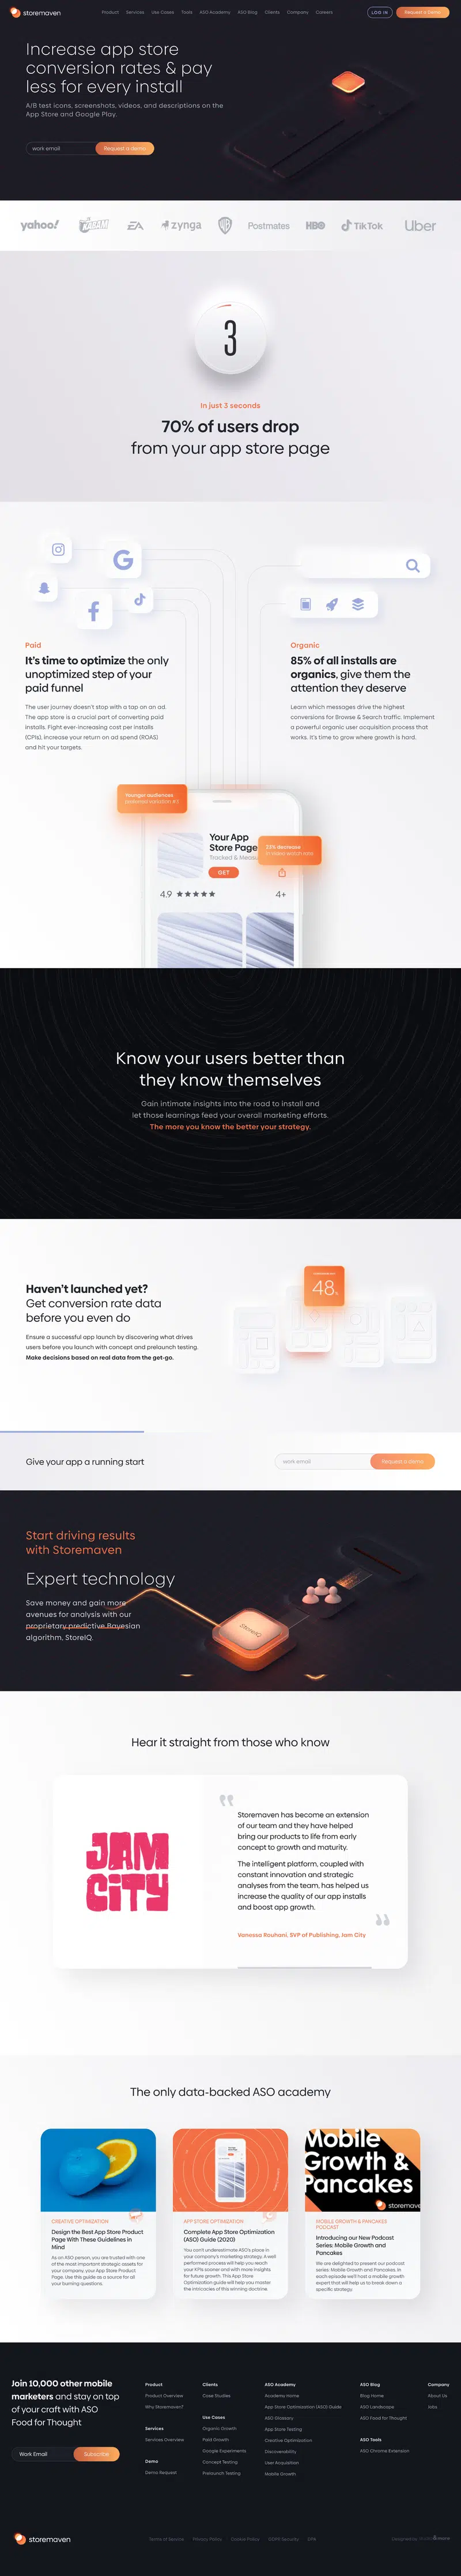 storemaven
Product Services Use Cases Tools ASO Academy ASO Blog Clients Company Careers
LOG IN
Request a Demo
Increase app store
conversion rates & pay
less for every install
A/B test icons, screenshots, videos, and descriptions on the
App Store and Google Play.
work email
Request a demo
yahoo!
KABAM
EA
zynga
WB
Postmates
HBO
TikTok
Uber
3
In just 3 seconds
70% of users drop
from your app store page
Paid
It's time to optimize the only
unoptimized step of your
paid funnel
The user journey doesn't stop with a tap on an ad.
The app store is a crucial part of converting paid
installs. Fight ever-increasing cost per installs
(CPIs), increase your return on ad spend (ROAS)
and hit your targets.
Organic
85% of all installs are
organics, give them the
attention they deserve
Learn which messages drive the highest
conversions for Browse & Search traffic. Implement
a powerful organic user acquisition process that
works. It's time to grow where growth is hard.
Younger audiences
preferred variation #1
Your App
Store Page
Tracked & Meas
GET
23% decrease
in video watch rate
4.9 ★★★★★
4+
Know your users better than
they know themselves
Gain intimate insights into the road to install and
let those learnings feed your overall marketing efforts.
The more you know the better your strategy.
Haven't launched yet?
Get conversion rate data
before you even do
Ensure a successful app launch by discovering what drives
users before you launch with concept and prelaunch testing.
Make decisions based on real data from the get-go.
48%
Give your app a running start
work email
Request a demo
Start driving results
with Storemaven
Expert technology
Save money and gain more
avenues for analysis with our
proprietary predictive Bayesian
algorithm, StoreIQ.
StoreIQ
Hear it straight from those who know
JAM
CITY
Storemaven has become an extension
of our team and they have helped
bring our products to life from early
concept to growth and maturity.
The intelligent platform, coupled with
constant innovation and strategic
analyses from the team, has helped us
increase the quality of our app installs
and boost app growth.
Vanessa Rouhani, SVP of Publishing, Jam City
The only data-backed ASO academy
CREATIVE OPTIMIZATION
Design the Best App Store Product
Page With These Guidelines in
Mind
As an ASO person, you are trusted with one
of the most important strategic assets for
your company, your App Store Product
Page. Use this guide as a source for all
your burning questions.
APP STORE OPTIMIZATION
Complete App Store Optimization
(ASO) Guide (2020)
You can't underestimate ASO's place in
your company's marketing strategy. A well
performed process will help you reach
your KPIs sooner and with more insights
for future growth. This App Store
Optimization guide will help you master
the intricacies of this winning doctrine.
Mobile
Growth &
Pancakes
storemave
MOBILE GROWTH & PANCAKES
PODCAST
Introducing our New Podcast
Series: Mobile Growth and
Pancakes
We are delighted to present our podcast
series: Mobile Growth and Pancakes. In
each episode we'll host a mobile growth
expert that will help us to break down a
specific strategy.
Join 10,000 other mobile
marketers and stay on top
of your craft with ASO
Food for Thought
Work Email
Subscribe
Product
Product Overview
Why Storemaven?
Services
Services Overview
Demo
Demo Request
Clients
Case Studies
Use Cases
Organic Growth
Paid Growth
Google Experiments
Concept Testing
Prelaunch Testing
ASO Academy
Academy Home
App Store Optimization (ASO) Guide
ASO Glossary
App Store Testing
Creative Optimization
Discoverability
User Acquisition
Mobile Growth
ASO Blog
Blog Home
ASO Landscape
ASO Food for Thought
ASO Tools
ASO Chrome Extension
Company
About Us
Jobs
storemaven
Terms of Service Privacy Policy Cookie Policy GDPR Security